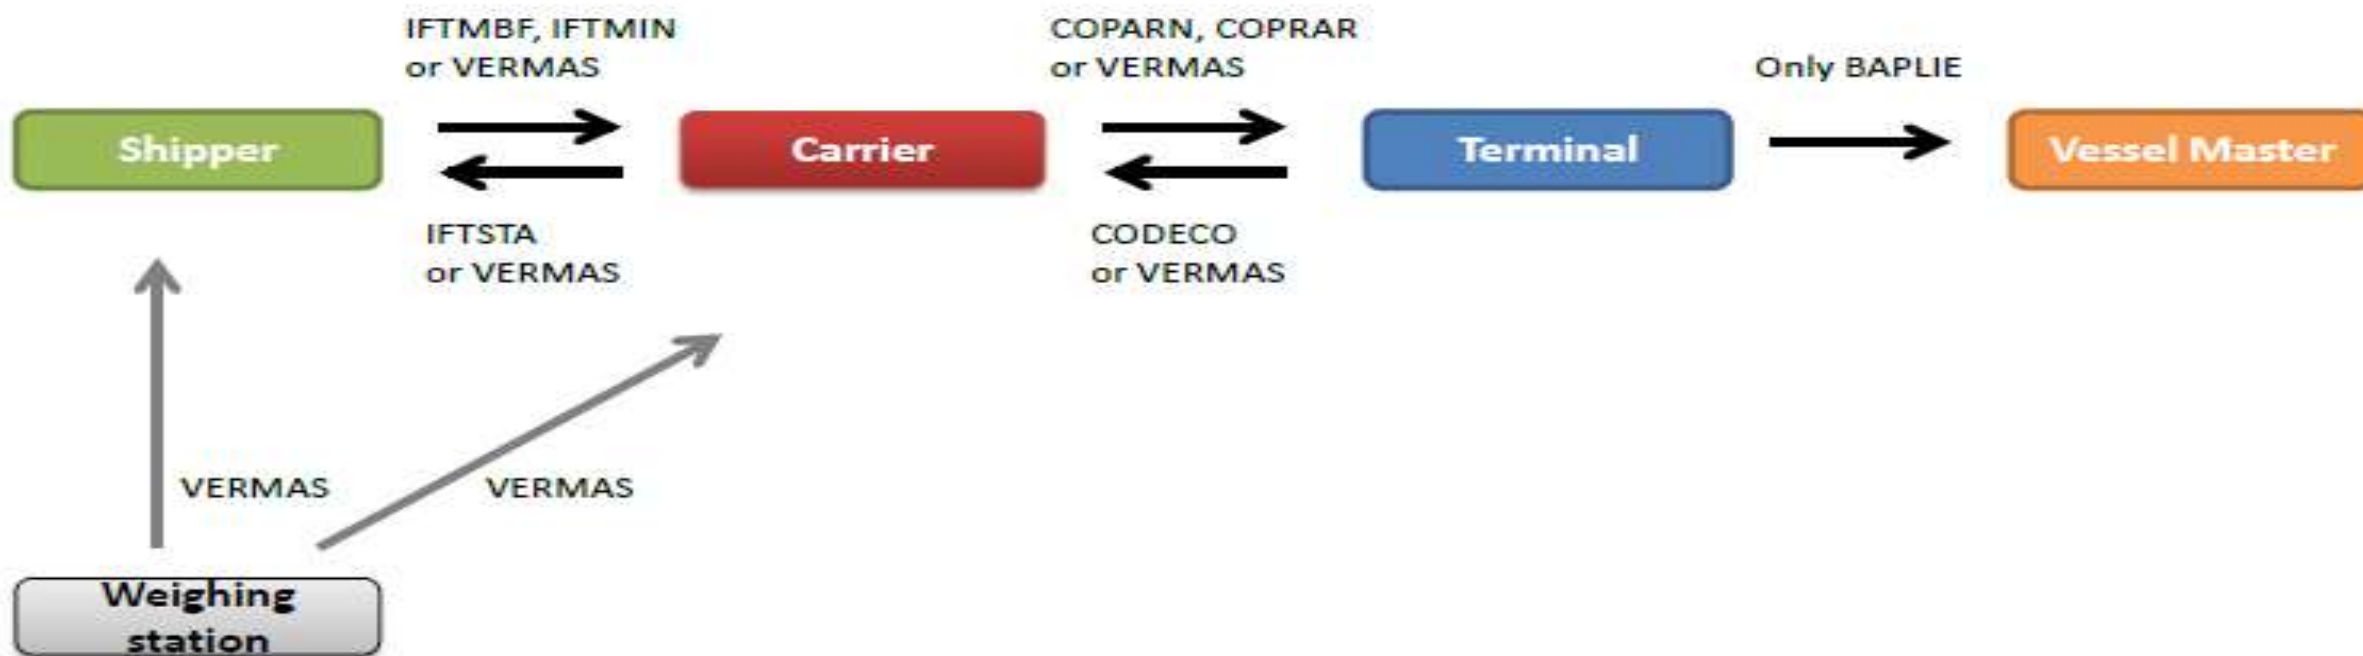 IFTMBF, IFTMIN
or VERMAS
COPARN, COPRAR
or VERMAS
Only BAPLIE
Shipper
Carrier
Terminal
Vessel Master
IFTSTA
or VERMAS
CODECO
or VERMAS
VERMAS
VERMAS
Weighing
station